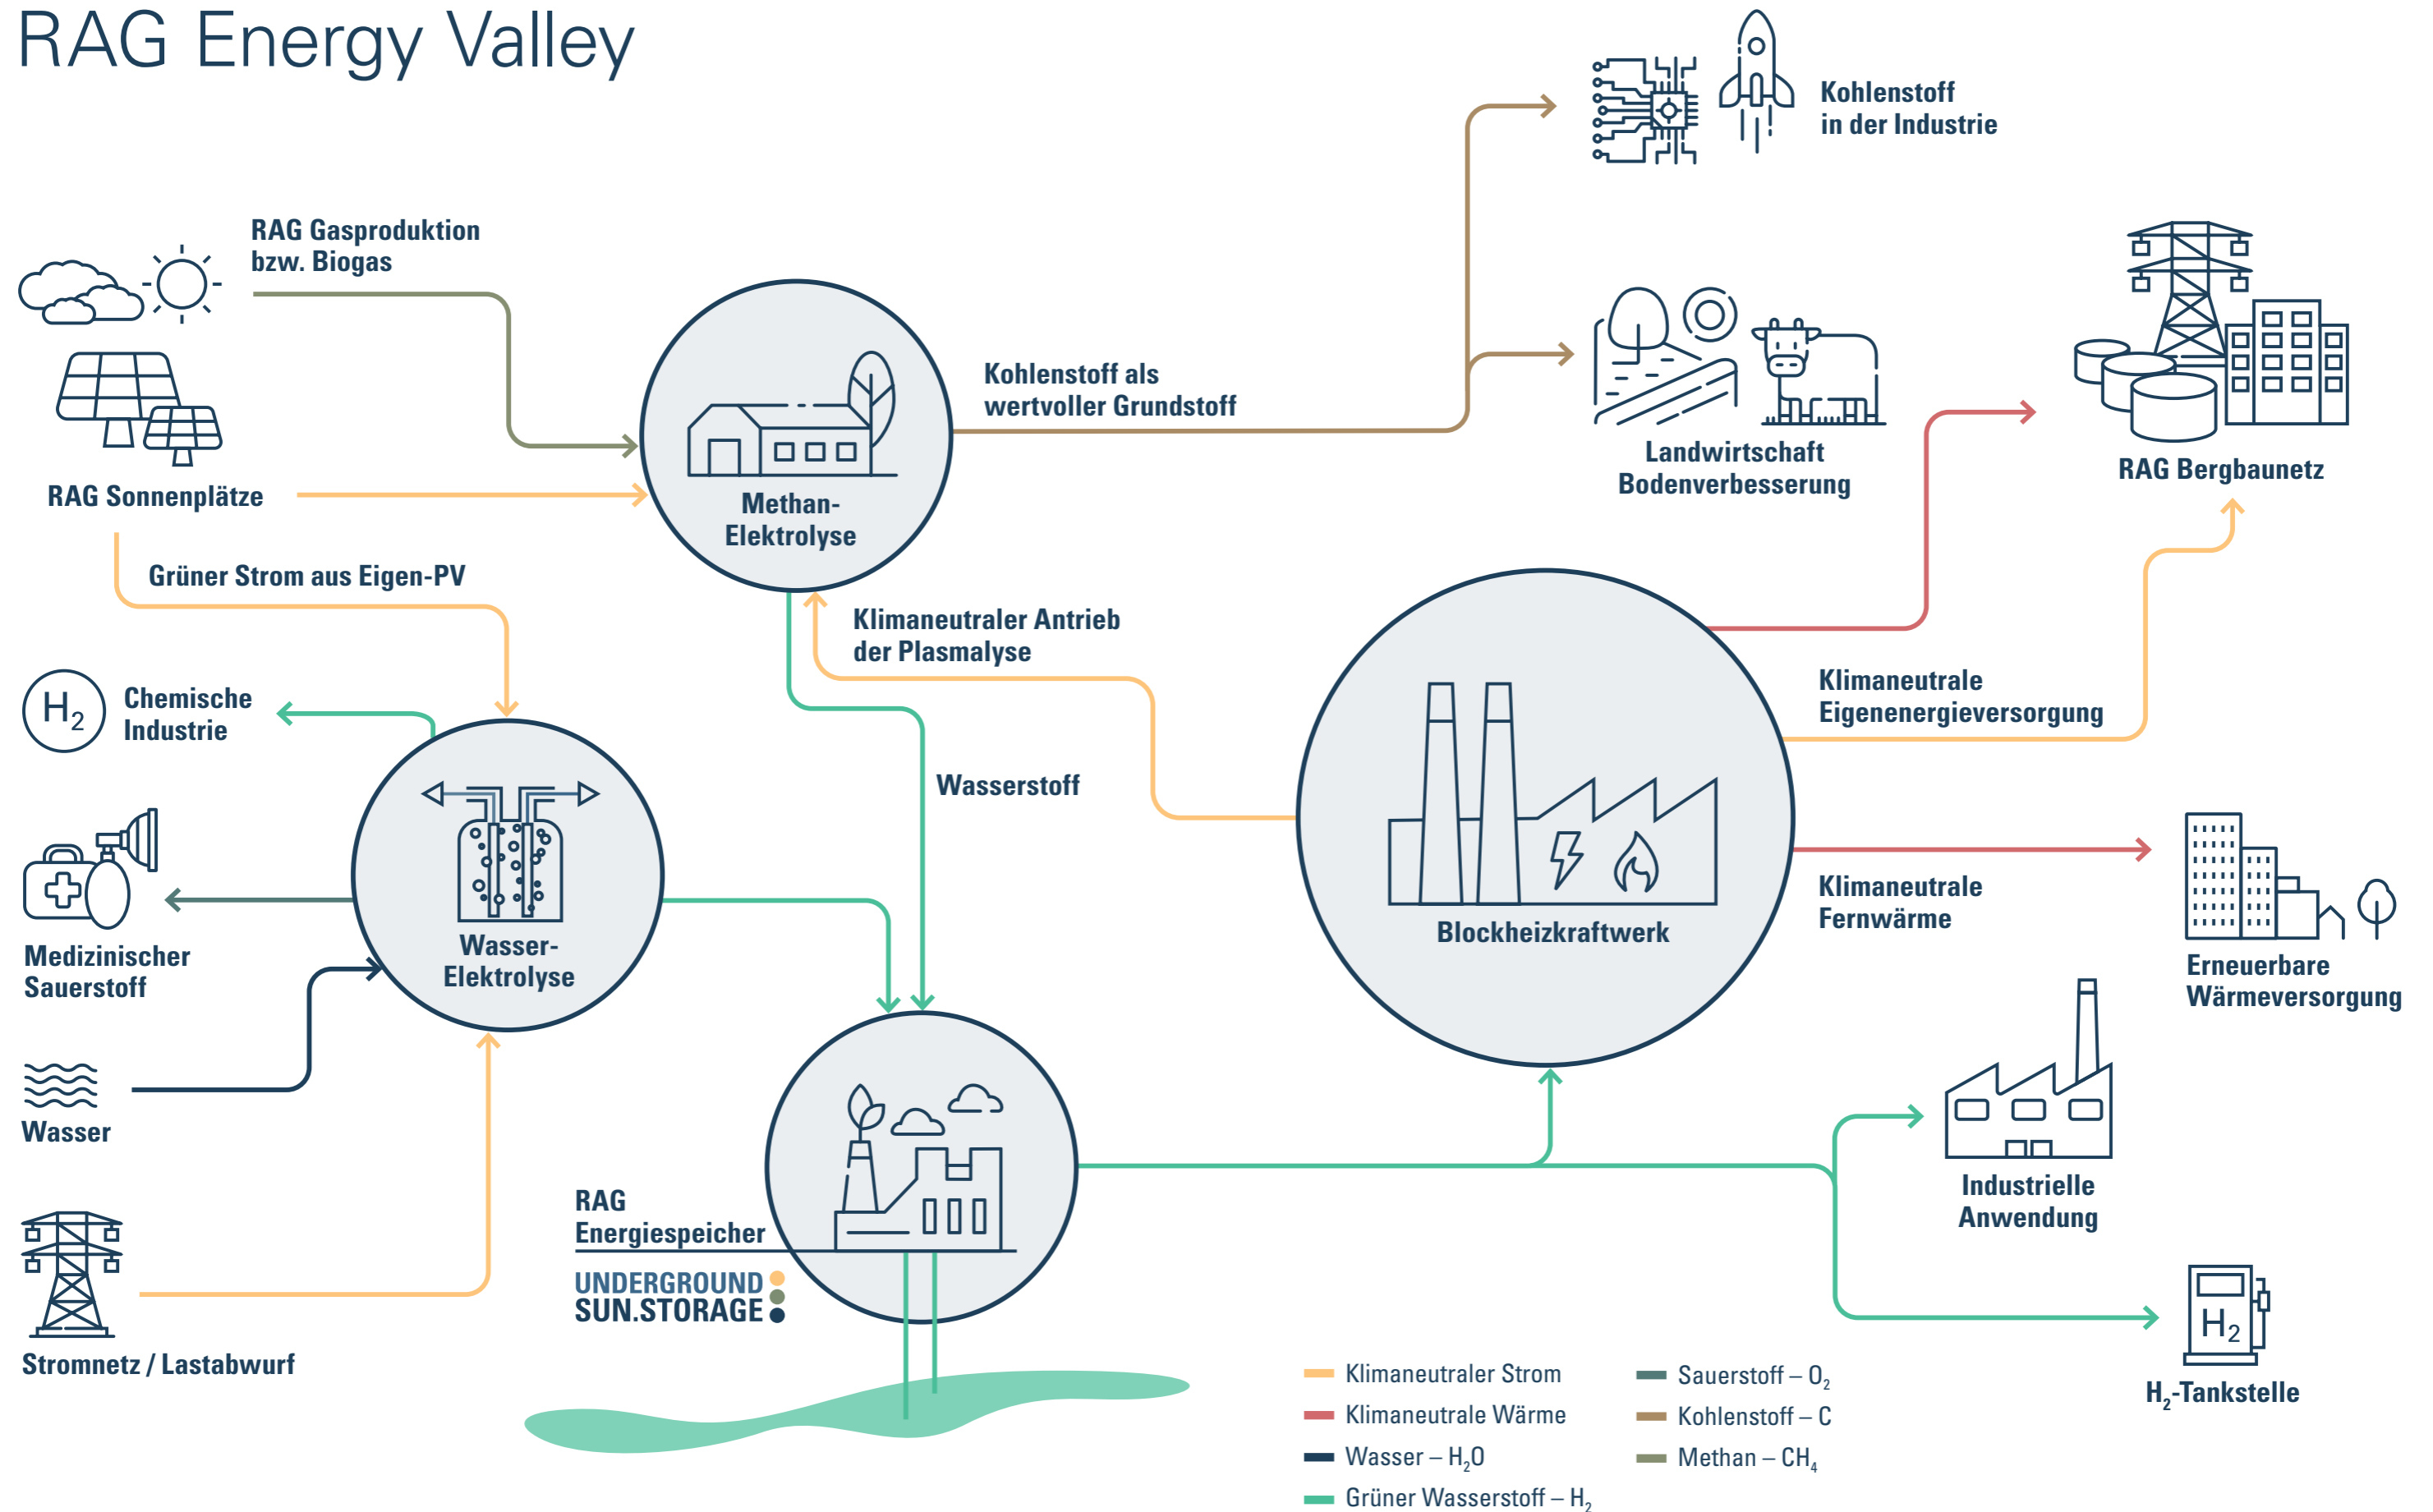 RAG Energy Valley
Kohlenstoff
in der Industrie
RAG Gasproduktion
bzw. Biogas
Kohlenstoff als
wertvoller Grundstoff
Landwirtschaft
Bodenverbesserung
RAG Bergbaunetz
RAG Sonnenplätze
Methan-
Elektrolyse
Grüner Strom aus Eigen-PV
Klimaneutraler Antrieb
der Plasmalyse
H₂
Chemische
Industrie
Klimaneutrale
Eigenenergieversorgung
Wasserstoff
Klimaneutrale
Fernwärme
Blockheizkraftwerk
Wasser-
Elektrolyse
Medizinischer
Sauerstoff
Erneuerbare
Wärmeversorgung
Wasser
RAG
Energiespeicher
UNDERGROUND
SUN.STORAGE
Industrielle
Anwendung
Stromnetz / Lastabwurf
H₂
H₂-Tankstelle
Klimaneutraler Strom
Klimaneutrale Wärme
Wasser – H₂O
Grüner Wasserstoff – H₂
Sauerstoff – O₂
Kohlenstoff – C
Methan – CH₄